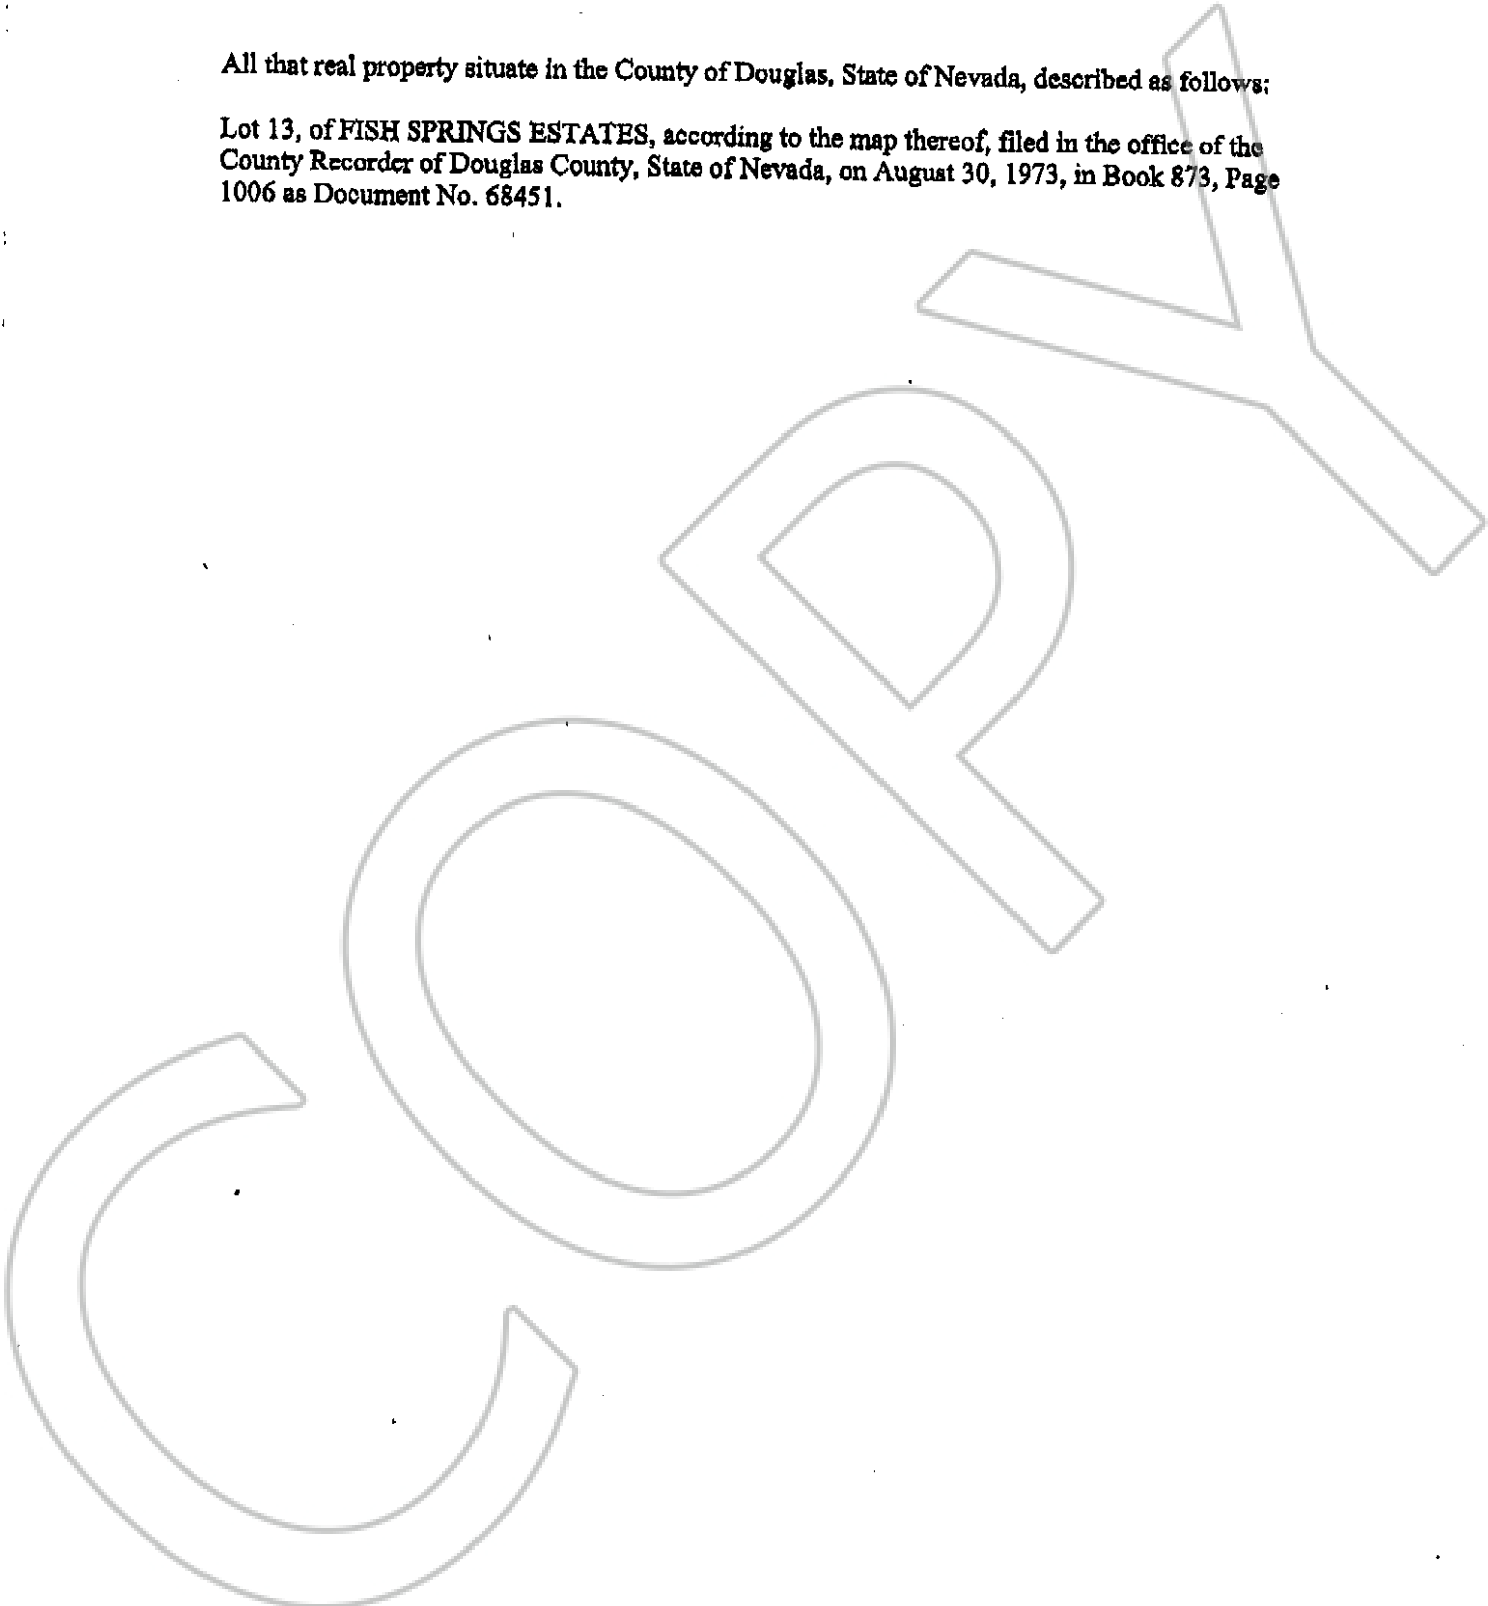 All that real property situate in the County of Douglas, State of Nevada, described as follows:
Lot 13, of FISH SPRINGS ESTATES, according to the map thereof, filed in the office of the
County Recorder of Douglas County, State of Nevada, on August 30, 1973, in Book 873, Page
1006 as Document No. 68451.
COPY